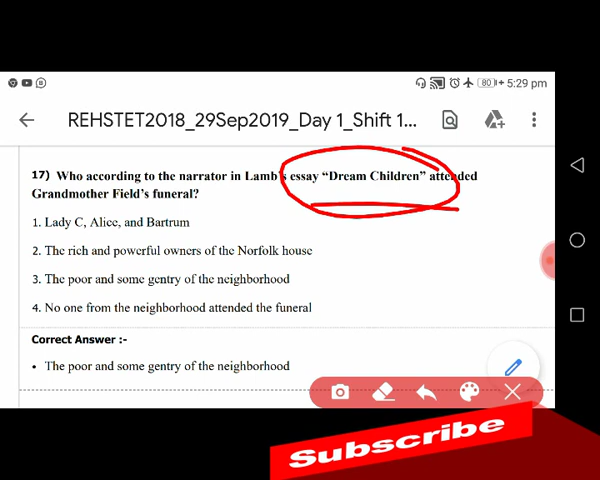 80 + 5:29 pm
REHSTET2018_29Sep2019_Day 1_Shift 1...
17) Who according to the narrator in Lamb's essay “Dream Children” attended
Grandmother Field's funeral?
1. Lady C, Alice, and Bartrum
2. The rich and powerful owners of the Norfolk house
3. The poor and some gentry of the neighborhood
4. No one from the neighborhood attended the funeral
Correct Answer :-
• The poor and some gentry of the neighborhood
Subscribe